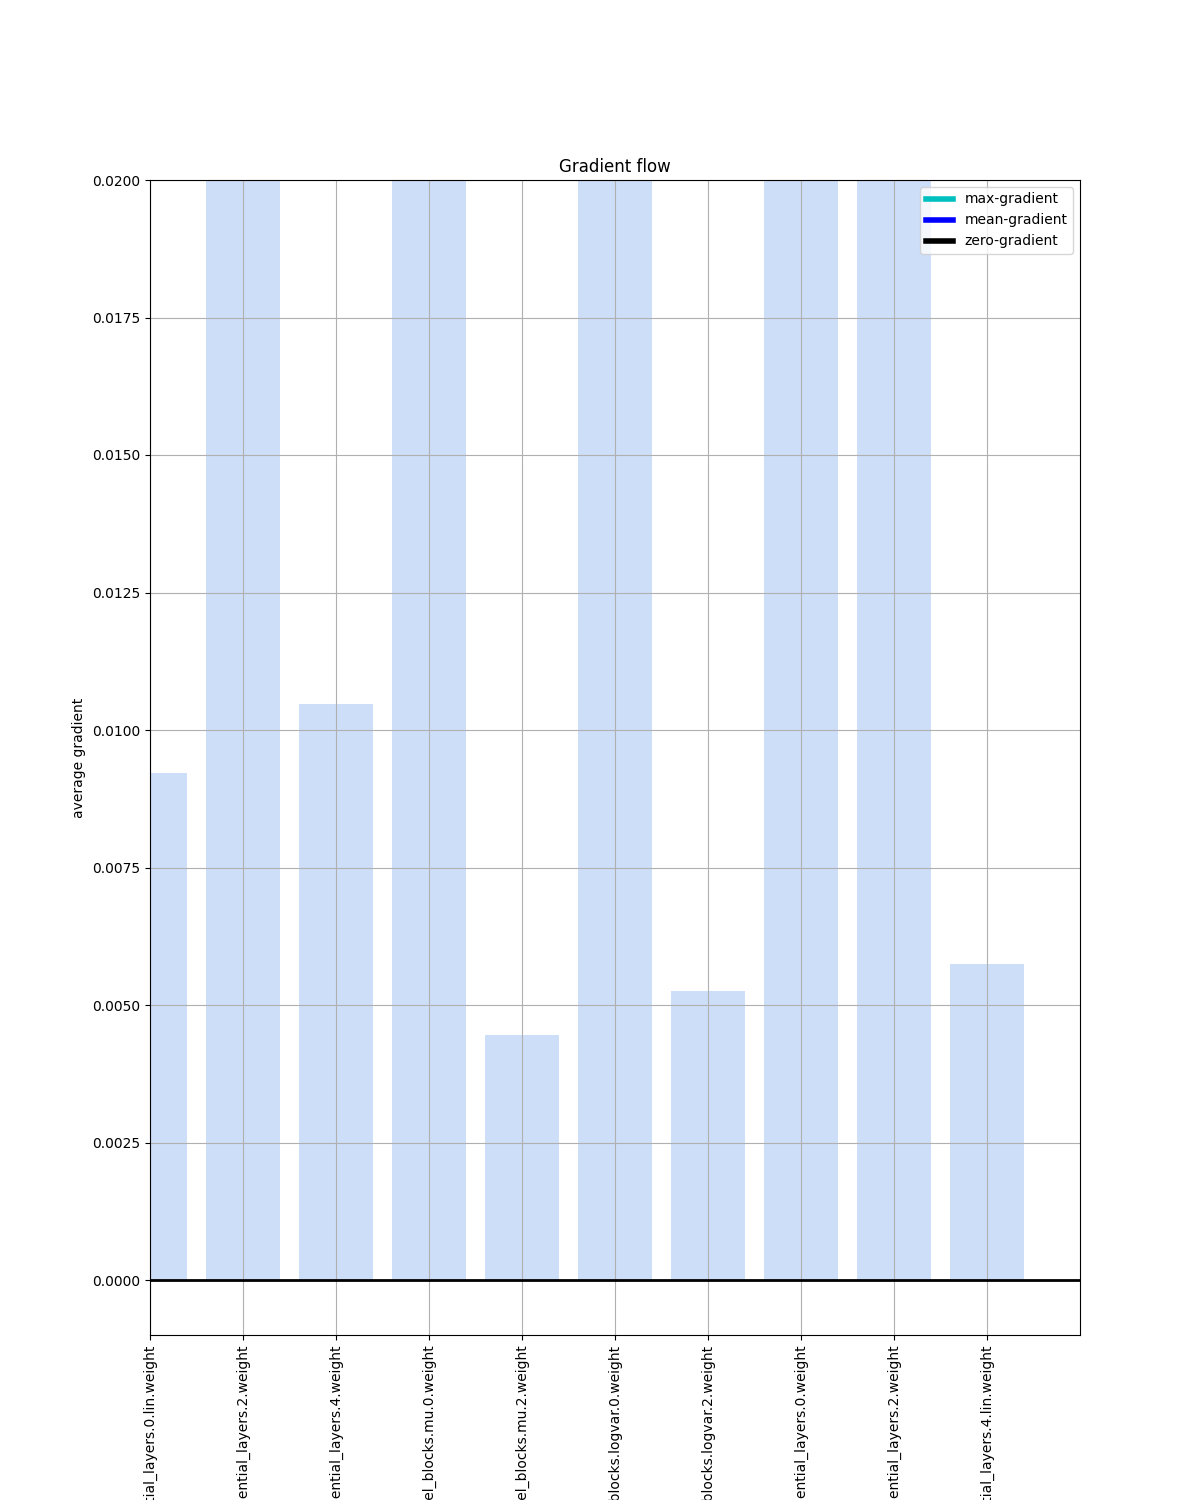 Gradient flow
max-gradient
mean-gradient
zero-gradient
0.0200
0.0175
0.0150
0.0125
0.0100
0.0075
0.0050
0.0025
0.0000
average gradient
tial_layers.0.lin.weight
ential_layers.2.weight
ential_layers.4.weight
el_blocks.mu.0.weight
el_blocks.mu.2.weight
blocks.logvar.0.weight
blocks.logvar.2.weight
ential_layers.0.weight
ential_layers.2.weight
tial_layers.4.lin.weight